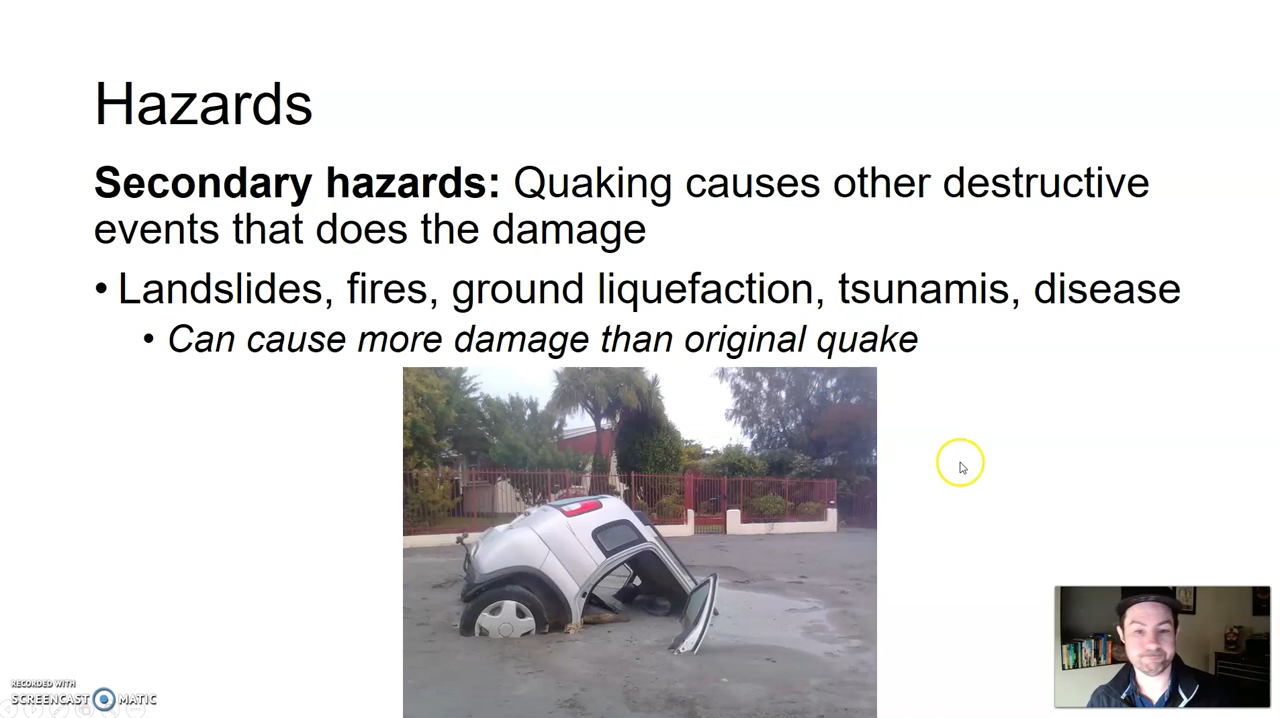 Hazards
Secondary hazards: Quaking causes other destructive
events that does the damage
• Landslides, fires, ground liquefaction, tsunamis, disease
• Can cause more damage than original quake
RECORDED WITH
SCREENCAST MATIC